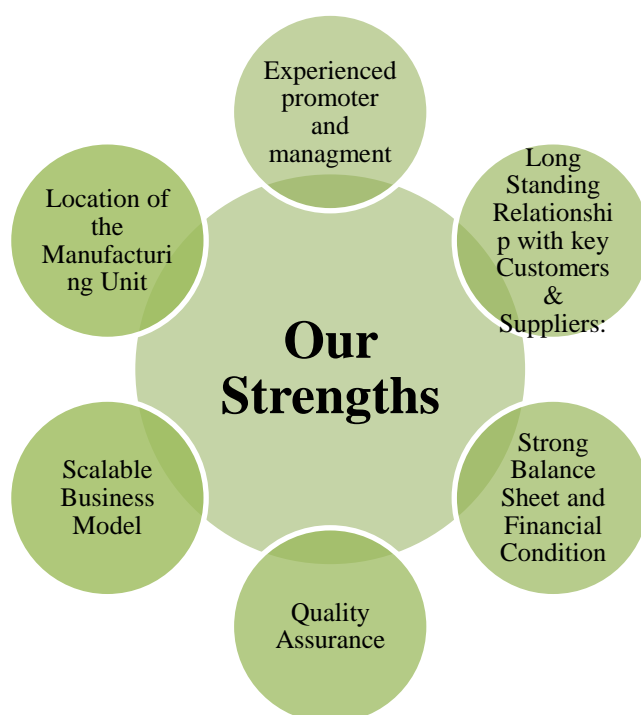 Experienced
promoter
and
managment
Long
Standing
Relationshi
p with key
Customers
&
Suppliers:
Strong
Balance
Sheet and
Financial
Condition
Quality
Assurance
Scalable
Business
Model
Location of
the
Manufacturi
ng Unit
Our
Strengths